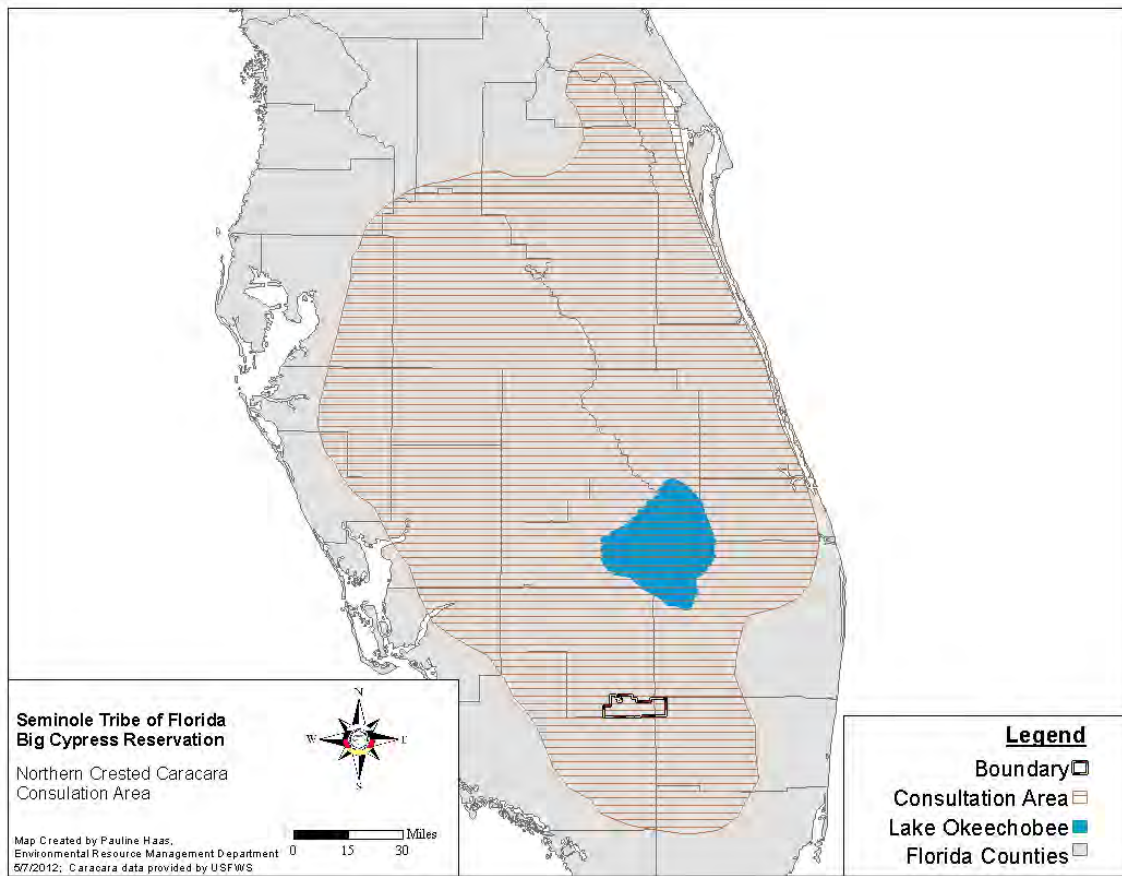 Seminole Tribe of Florida
Big Cypress Reservation
Northern Crested Caracara
Consulation Area
Map Created by Pauline Haas,
Environmental Resource Management Department
5/7/2012; Caracara data provided by USFWS
N
W E
S
Miles
0 15 30
Legend
Boundary
Consultation Area
Lake Okeechobee
Florida Counties